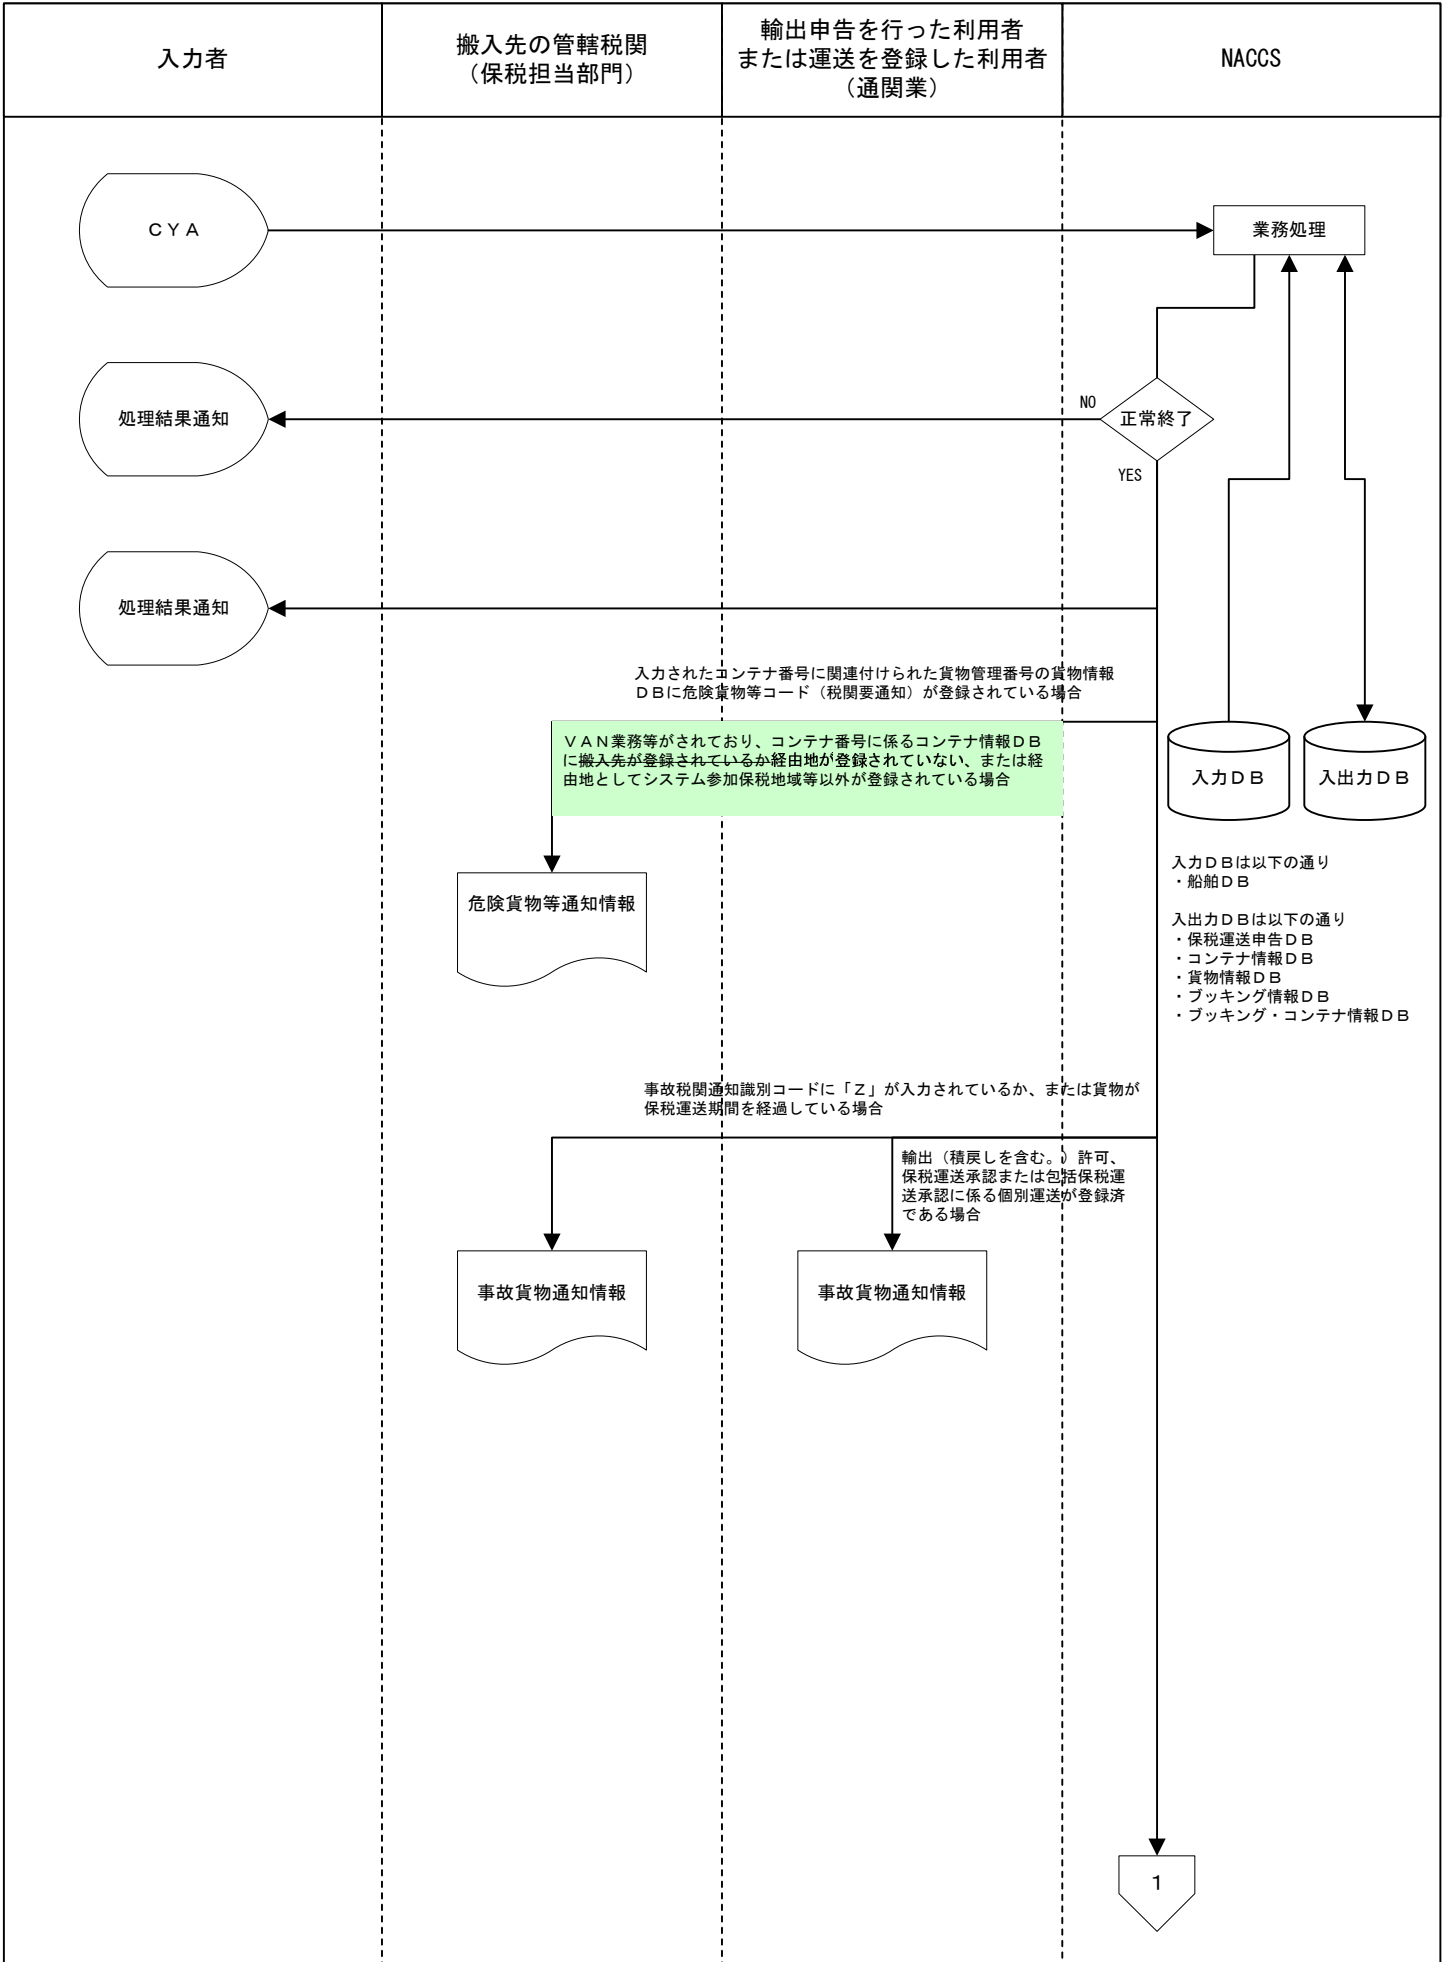 入力者
搬入先の管轄税関
（保税担当部門）
輸出申告を行った利用者
または運送を登録した利用者
（通関業）
NACCS
ＣＹＡ
業務処理
処理結果通知
NO
正常終了
YES
処理結果通知
入力されたコンテナ番号に関連付けられた貨物管理番号の貨物情報
ＤＢに危険貨物等コード（税関要通知）が登録されている場合
ＶＡＮ業務等がされており、コンテナ番号に係るコンテナ情報ＤＢ
に搬入先が登録されているか経由地が登録されていない、または経
由地としてシステム参加保税地域等以外が登録されている場合
入力ＤＢ
入出力ＤＢ
危険貨物等通知情報
入力ＤＢは以下の通り
・船舶ＤＢ
入出力ＤＢは以下の通り
・保税運送申告ＤＢ
・コンテナ情報ＤＢ
・貨物情報ＤＢ
・ブッキング情報ＤＢ
・ブッキング・コンテナ情報ＤＢ
事故税関通知識別コードに「Ｚ」が入力されているか、または貨物が
保税運送期間を経過している場合
輸出（積戻しを含む。）許可、
保税運送承認または包括保税運
送承認に係る個別運送が登録済
である場合
事故貨物通知情報
事故貨物通知情報
１